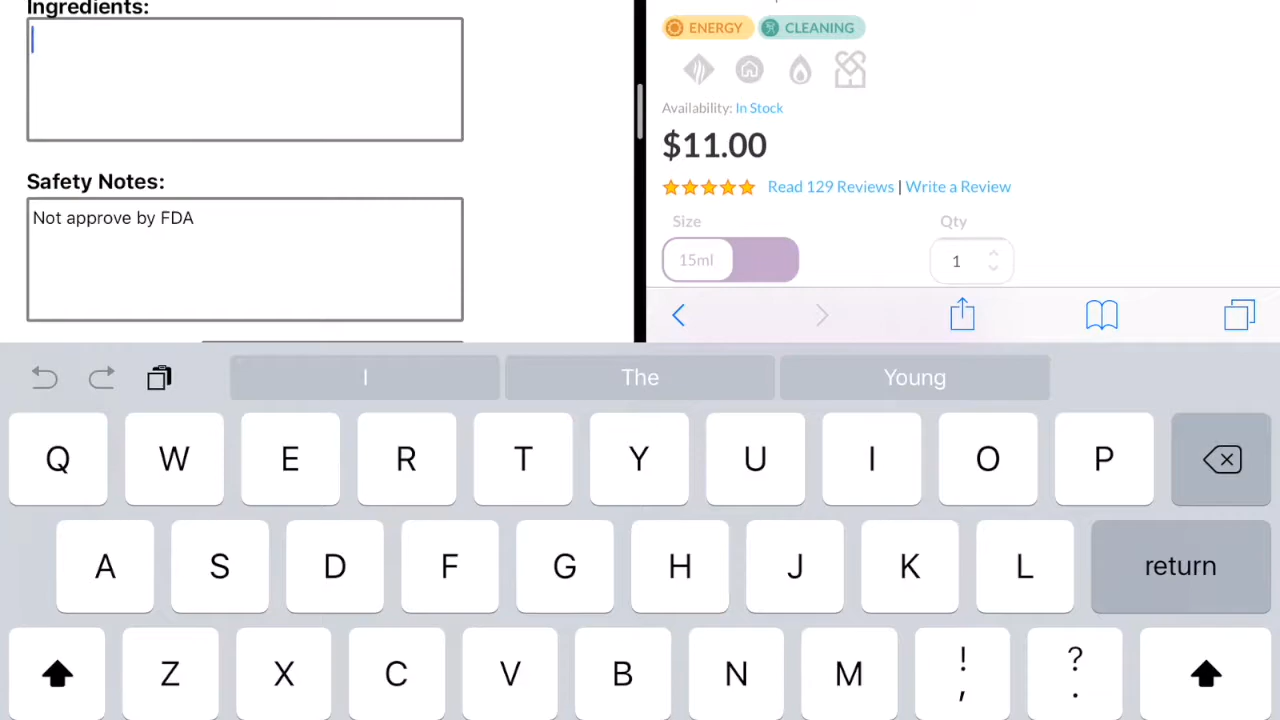 Ingredients:
Safety Notes:
Not approve by FDA
ENERGY CLEANING
Availability: In Stock
$11.00
Read 129 Reviews | Write a Review
Size Qty
15ml 1
I The Young
Q W E R T Y U I O P
A S D F G H J K L return
Z X C V B N M ! , ? .